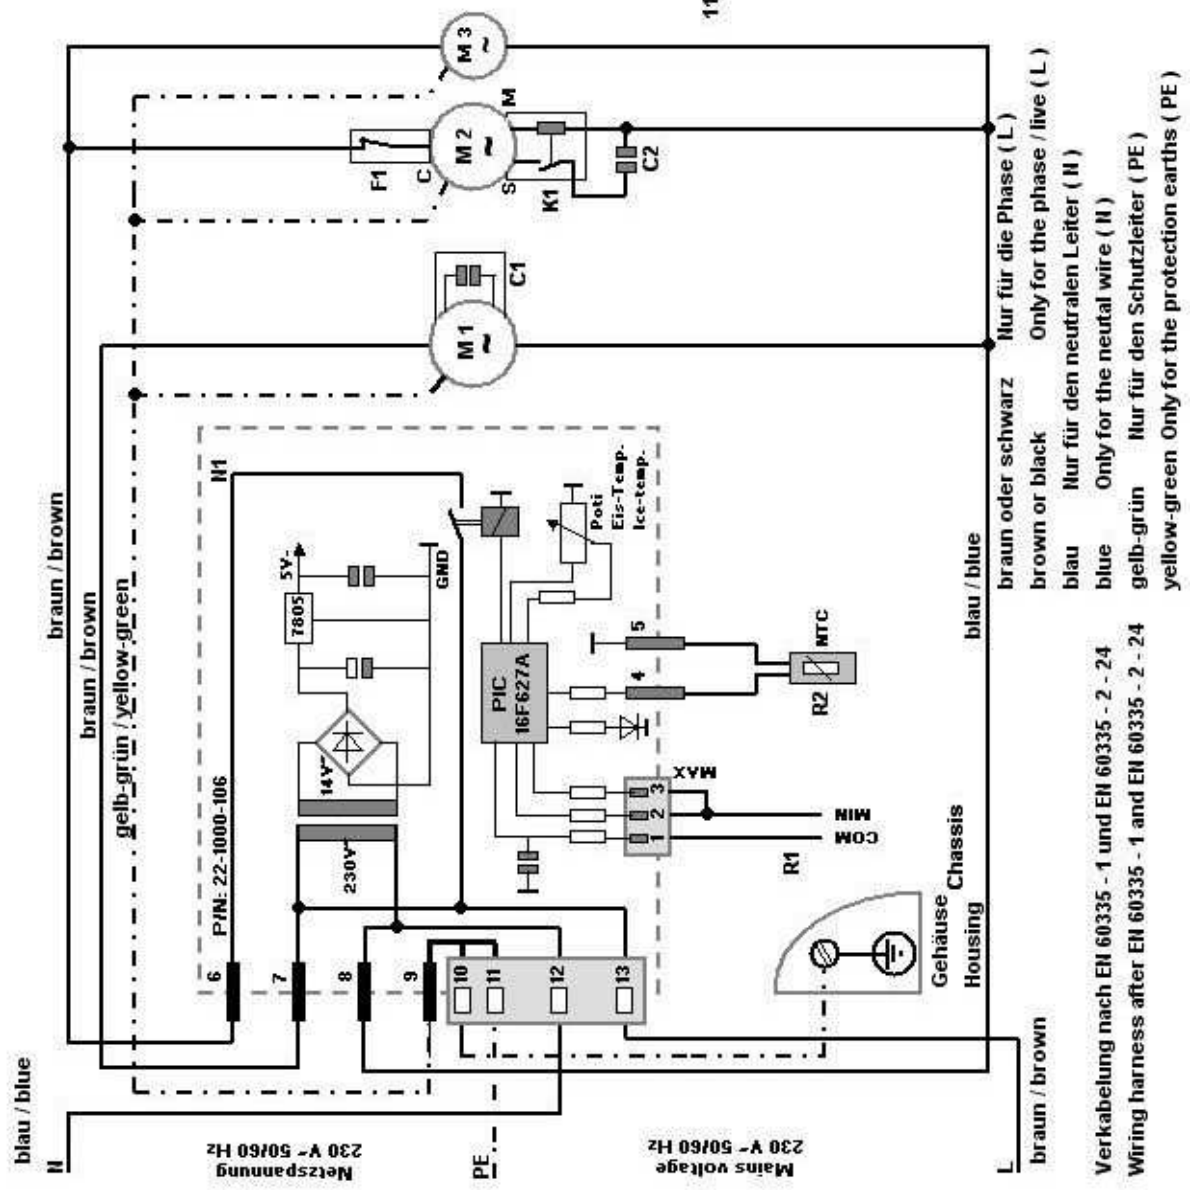 blau / blue
N
braun / brown
braun / brown
gelb-grün / yellow-green
Netzspannung
230 V~ 50/60 Hz
PE
Mains voltage
230 V~ 50/60 Hz
L
braun / brown
P/N: 22-1000-106
N1
6
7
8
9
10
11
12
13
230V~
14V~
7805
5V-
GND
PIC
16F627A
Poti
Eis-Temp.
Ice-temp.
1
2
3
4
5
MAX
MIN
COM
R1
R2
NTC
Gehäuse Chassis
Housing
blau / blue
M 1
~
C1
F1
C
M 2
~
S
M
K1
C2
M 3
~
11
braun oder schwarz Nur für die Phase ( L )
brown or black Only for the phase / live ( L )
blau Nur für den neutralen Leiter ( N )
blue Only for the neutal wire ( N )
gelb-grün Nur für den Schutzleiter ( PE )
yellow-green Only for the protection earths ( PE )
Verkabelung nach EN 60335 - 1 und EN 60335 - 2 - 24
Wiring harness after EN 60335 - 1 and EN 60335 - 2 - 24